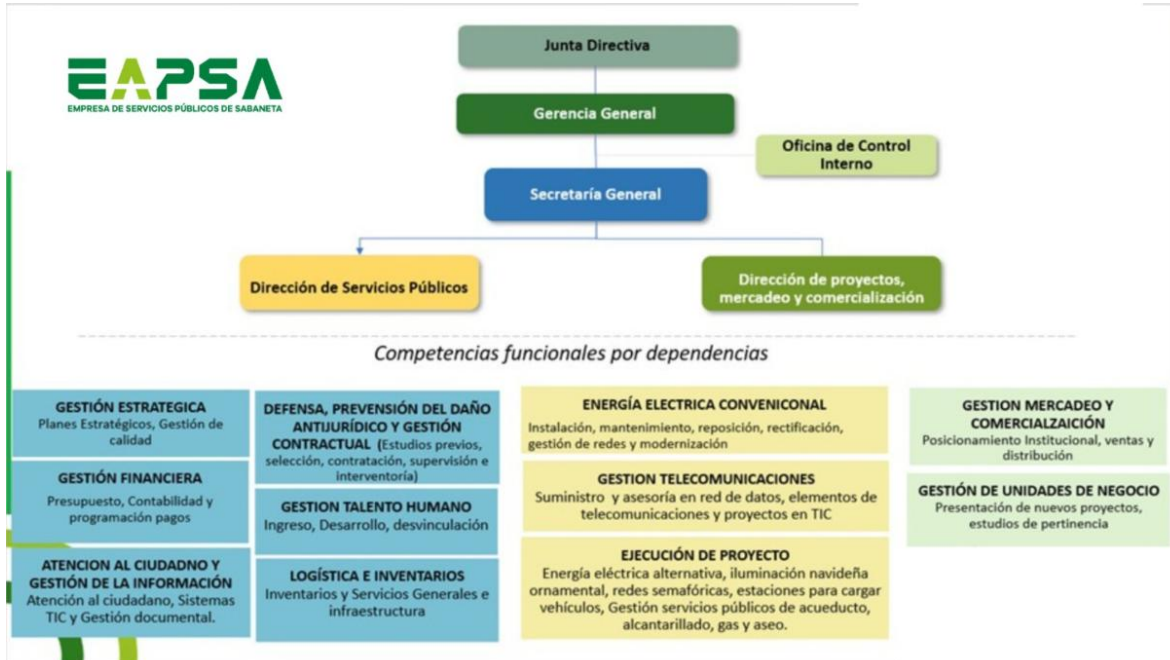 EAPSA
EMPRESA DE SERVICIOS PÚBLICOS DE SABANETA
Junta Directiva
Gerencia General
Oficina de Control
Interno
Secretaría General
Dirección de Servicios Públicos
Dirección de proyectos,
mercadeo y comercialización
Competencias funcionales por dependencias
GESTIÓN ESTRATEGICA
Planes Estratégicos, Gestión de
calidad
GESTIÓN FINANCIERA
Presupuesto, Contabilidad y
programación pagos
ATENCION AL CIUDADNO Y
GESTIÓN DE LA INFORMACIÓN
Atención al ciudadano, Sistemas
TIC y Gestión documental.
DEFENSA, PREVENCIÓN DEL DAÑO
ANTIJURÍDICO Y GESTIÓN
CONTRACTUAL (Estudios previos,
selección, contratación, supervisión e
interventoría)
GESTION TALENTO HUMANO
Ingreso, Desarrollo, desvinculación
LOGÍSTICA E INVENTARIOS
Inventarios y Servicios Generales e
infraestructura
ENERGÍA ELECTRICA CONVENICONAL
Instalación, mantenimiento, reposición, rectificación,
gestión de redes y modernización
GESTION TELECOMUNICACIONES
Suministro y asesoría en red de datos, elementos de
telecomunicaciones y proyectos en TIC
EJECUCIÓN DE PROYECTO
Energía eléctrica alternativa, iluminación navideña
ornamental, redes semafóricas, estaciones para cargar
vehículos, Gestión servicios públicos de acueducto,
alcantarillado, gas y aseo.
GESTION MERCADEO Y
COMERCIALZAICIÓN
Posicionamiento Institucional, ventas y
distribución
GESTIÓN DE UNIDADES DE NEGOCIO
Presentación de nuevos proyectos,
estudios de pertinencia